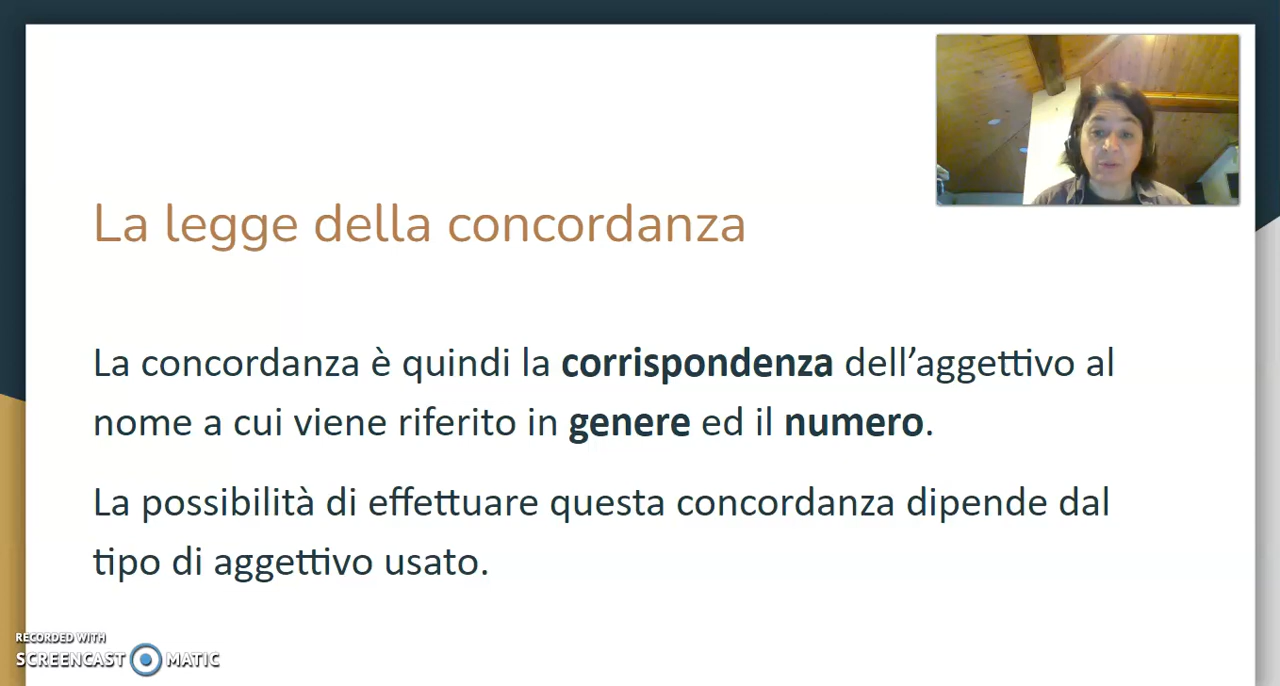 La legge della concordanza
La concordanza è quindi la corrispondenza dell’aggettivo al
nome a cui viene riferito in genere ed il numero.
La possibilità di effettuare questa concordanza dipende dal
tipo di aggettivo usato.
RECORDED WITH
SCREENCAST MATIC